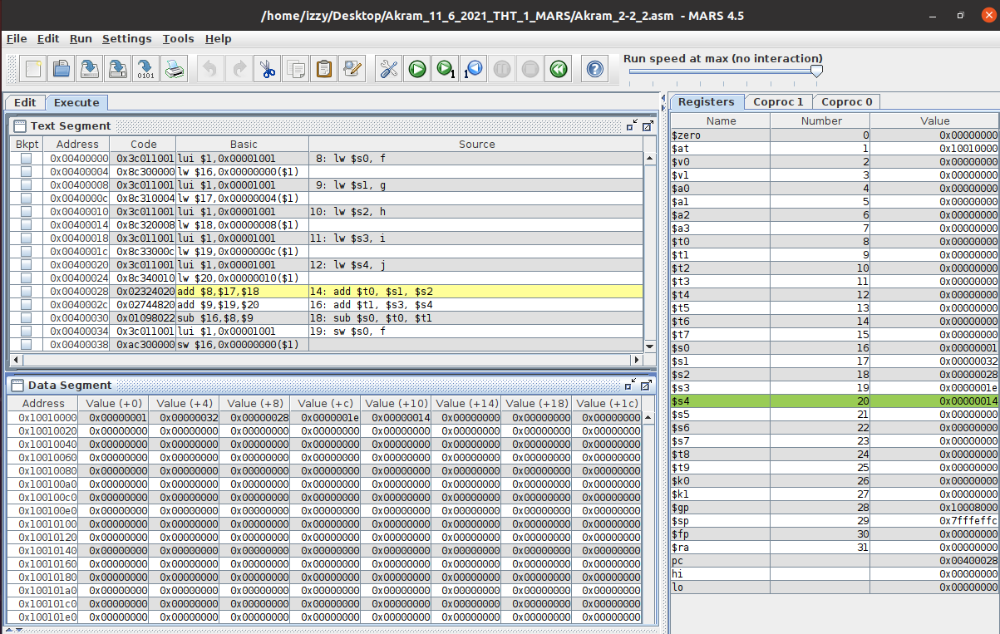 /home/izzy/Desktop/Akram_11_6_2021_THT_1_MARS/Akram_2-2_2.asm - MARS 4.5
File Edit Run Settings Tools Help
Run speed at max (no interaction)
0101
1
1
?
Edit Execute
Text Segment
Bkpt Address Code Basic Source
0x00400000 0x3c011001 lui $1,0x00001001 8: lw $s0, f
0x00400004 0x8c300000 lw $16,0x00000000($1)
0x00400008 0x3c011001 lui $1,0x00001001 9: lw $s1, g
0x0040000c 0x8c310004 lw $17,0x00000004($1)
0x00400010 0x3c011001 lui $1,0x00001001 10: lw $s2, h
0x00400014 0x8c320008 lw $18,0x00000008($1)
0x00400018 0x3c011001 lui $1,0x00001001 11: lw $s3, i
0x0040001c 0x8c33000c lw $19,0x0000000c($1)
0x00400020 0x3c011001 lui $1,0x00001001 12: lw $s4, j
0x00400024 0x8c340010 lw $20,0x00000010($1)
0x00400028 0x02324020 add $8,$17,$18 14: add $t0, $s1, $s2
0x0040002c 0x02744820 add $9,$19,$20 16: add $t1, $s3, $s4
0x00400030 0x01098022 sub $16,$8,$9 18: sub $s0, $t0, $t1
0x00400034 0x3c011001 lui $1,0x00001001 19: sw $s0, f
0x00400038 0xac300000 sw $16,0x00000000($1)
Data Segment
Address Value (+0) Value (+4) Value (+8) Value (+c) Value (+10) Value (+14) Value (+18) Value (+1c)
0x10010000 0x00000001 0x00000032 0x00000028 0x0000001e 0x00000014 0x00000000 0x00000000 0x00000000
0x10010020 0x00000000 0x00000000 0x00000000 0x00000000 0x00000000 0x00000000 0x00000000 0x00000000
0x10010040 0x00000000 0x00000000 0x00000000 0x00000000 0x00000000 0x00000000 0x00000000 0x00000000
0x10010060 0x00000000 0x00000000 0x00000000 0x00000000 0x00000000 0x00000000 0x00000000 0x00000000
0x10010080 0x00000000 0x00000000 0x00000000 0x00000000 0x00000000 0x00000000 0x00000000 0x00000000
0x100100a0 0x00000000 0x00000000 0x00000000 0x00000000 0x00000000 0x00000000 0x00000000 0x00000000
0x100100c0 0x00000000 0x00000000 0x00000000 0x00000000 0x00000000 0x00000000 0x00000000 0x00000000
0x100100e0 0x00000000 0x00000000 0x00000000 0x00000000 0x00000000 0x00000000 0x00000000 0x00000000
0x10010100 0x00000000 0x00000000 0x00000000 0x00000000 0x00000000 0x00000000 0x00000000 0x00000000
0x10010120 0x00000000 0x00000000 0x00000000 0x00000000 0x00000000 0x00000000 0x00000000 0x00000000
0x10010140 0x00000000 0x00000000 0x00000000 0x00000000 0x00000000 0x00000000 0x00000000 0x00000000
0x10010160 0x00000000 0x00000000 0x00000000 0x00000000 0x00000000 0x00000000 0x00000000 0x00000000
0x10010180 0x00000000 0x00000000 0x00000000 0x00000000 0x00000000 0x00000000 0x00000000 0x00000000
0x100101a0 0x00000000 0x00000000 0x00000000 0x00000000 0x00000000 0x00000000 0x00000000 0x00000000
0x100101c0 0x00000000 0x00000000 0x00000000 0x00000000 0x00000000 0x00000000 0x00000000 0x00000000
0x100101e0 0x00000000 0x00000000 0x00000000 0x00000000 0x00000000 0x00000000 0x00000000 0x00000000
Registers Coproc 1 Coproc 0
Name Number Value
$zero 0 0x00000000
$at 1 0x10010000
$v0 2 0x00000000
$v1 3 0x00000000
$a0 4 0x00000000
$a1 5 0x00000000
$a2 6 0x00000000
$a3 7 0x00000000
$t0 8 0x00000000
$t1 9 0x00000000
$t2 10 0x00000000
$t3 11 0x00000000
$t4 12 0x00000000
$t5 13 0x00000000
$t6 14 0x00000000
$t7 15 0x00000000
$s0 16 0x00000001
$s1 17 0x00000032
$s2 18 0x00000028
$s3 19 0x0000001e
$s4 20 0x00000014
$s5 21 0x00000000
$s6 22 0x00000000
$s7 23 0x00000000
$t8 24 0x00000000
$t9 25 0x00000000
$k0 26 0x00000000
$k1 27 0x00000000
$gp 28 0x10008000
$sp 29 0x7fffeffc
$fp 30 0x00000000
$ra 31 0x00000000
pc 0x00400028
hi 0x00000000
lo 0x00000000